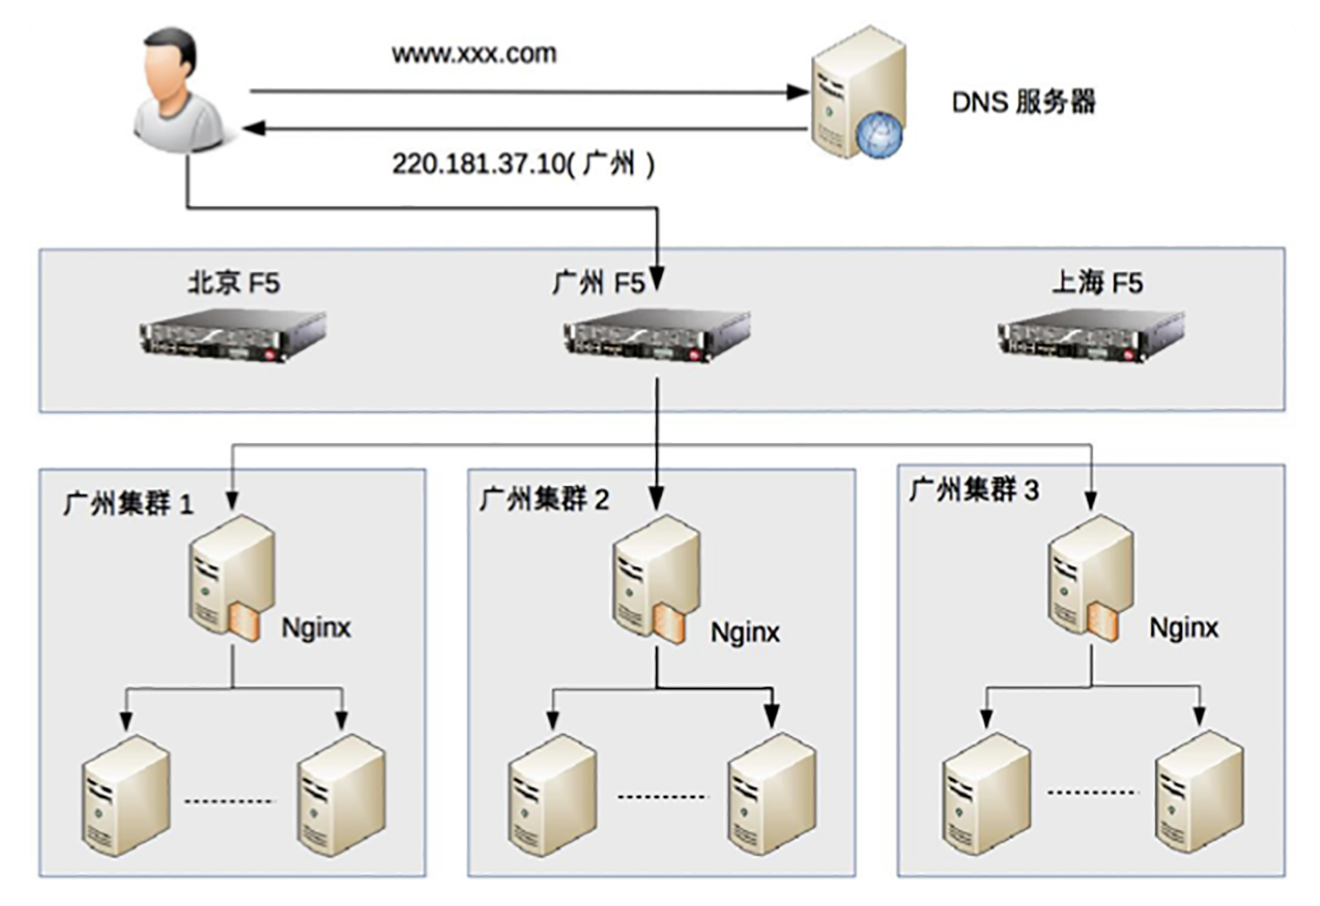 www.xxx.com
DNS 服务器
220.181.37.10( 广州 )
北京 F5
广州 F5
上海 F5
广州集群 1
广州集群 2
广州集群 3
Nginx
Nginx
Nginx